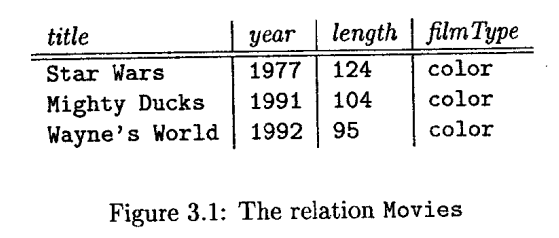 title year length filmType
Star Wars 1977 124 color
Mighty Ducks 1991 104 color
Wayne's World 1992 95 color
Figure 3.1: The relation Movies